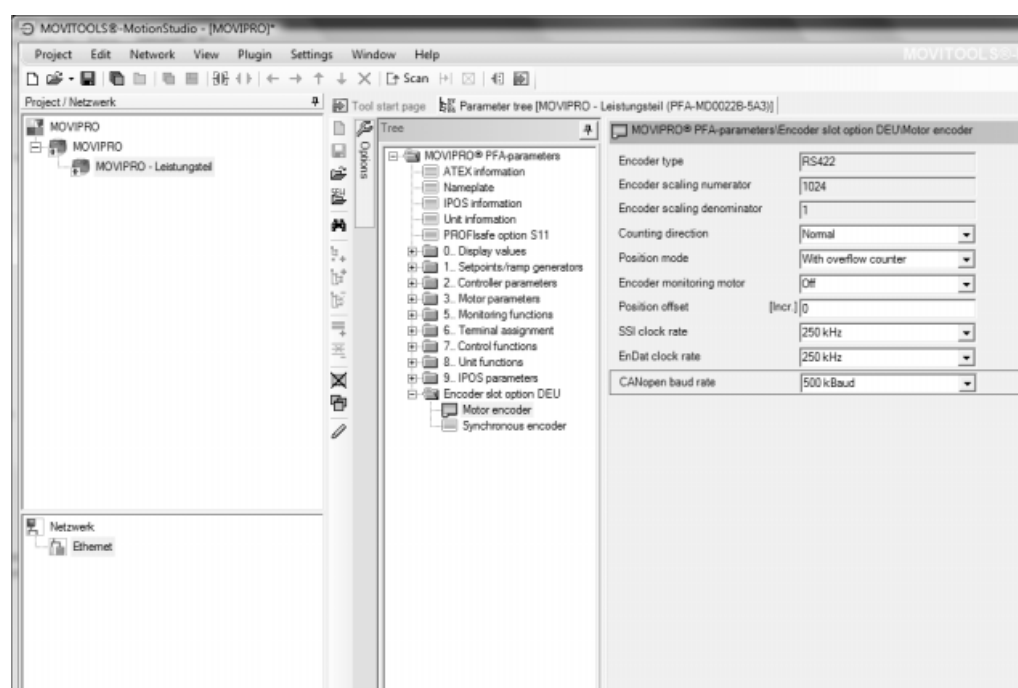 MOVITOOLS®-MotionStudio - [MOVIPRO]*
Project Edit Network View Plugin Settings Window Help
MOVITOOLS®-
Scan
Project / Netzwerk
MOVIPRO
MOVIPRO
MOVIPRO - Leistungsteil
Netzwerk
Ethernet
Tool start page
Parameter tree [MOVIPRO - Leistungsteil (PFA-MD0022B-5A3)]
Options
Tree
MOVIPRO® PFA-parameters
ATEX information
Nameplate
IPOS information
Unit information
PROFIsafe option S11
0.. Display values
1.. Setpoints/ramp generators
2.. Controller parameters
3.. Motor parameters
5.. Monitoring functions
6.. Terminal assignment
7.. Control functions
8.. Unit functions
9.. IPOS parameters
Encoder slot option DEU
Motor encoder
Synchronous encoder
MOVIPRO® PFA-parameters\Encoder slot option DEU\Motor encoder
Encoder type RS422
Encoder scaling numerator 1024
Encoder scaling denominator 1
Counting direction Normal
Position mode With overflow counter
Encoder monitoring motor Off
Position offset [Incr.] 0
SSI clock rate 250 kHz
EnDat clock rate 250 kHz
CANopen baud rate 500 kBaud